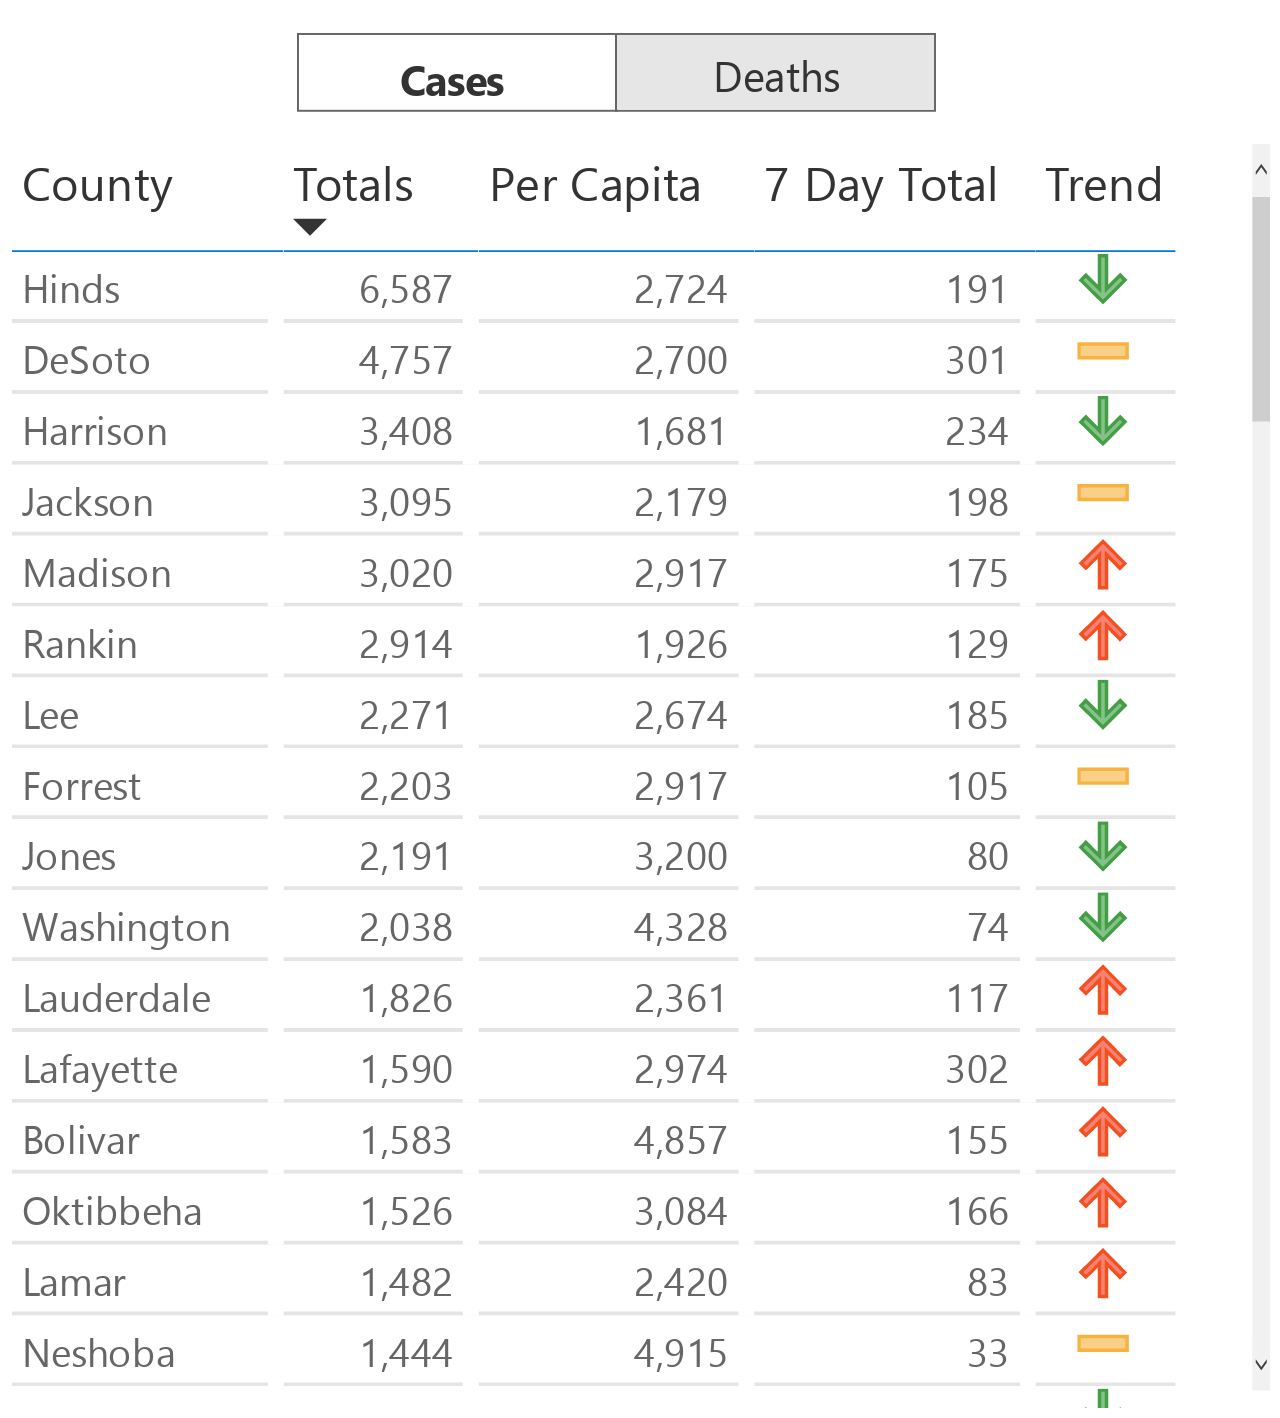 Cases Deaths
County Totals Per Capita 7 Day Total Trend
Hinds 6,587 2,724 191
DeSoto 4,757 2,700 301
Harrison 3,408 1,681 234
Jackson 3,095 2,179 198
Madison 3,020 2,917 175
Rankin 2,914 1,926 129
Lee 2,271 2,674 185
Forrest 2,203 2,917 105
Jones 2,191 3,200 80
Washington 2,038 4,328 74
Lauderdale 1,826 2,361 117
Lafayette 1,590 2,974 302
Bolivar 1,583 4,857 155
Oktibbeha 1,526 3,084 166
Lamar 1,482 2,420 83
Neshoba 1,444 4,915 33